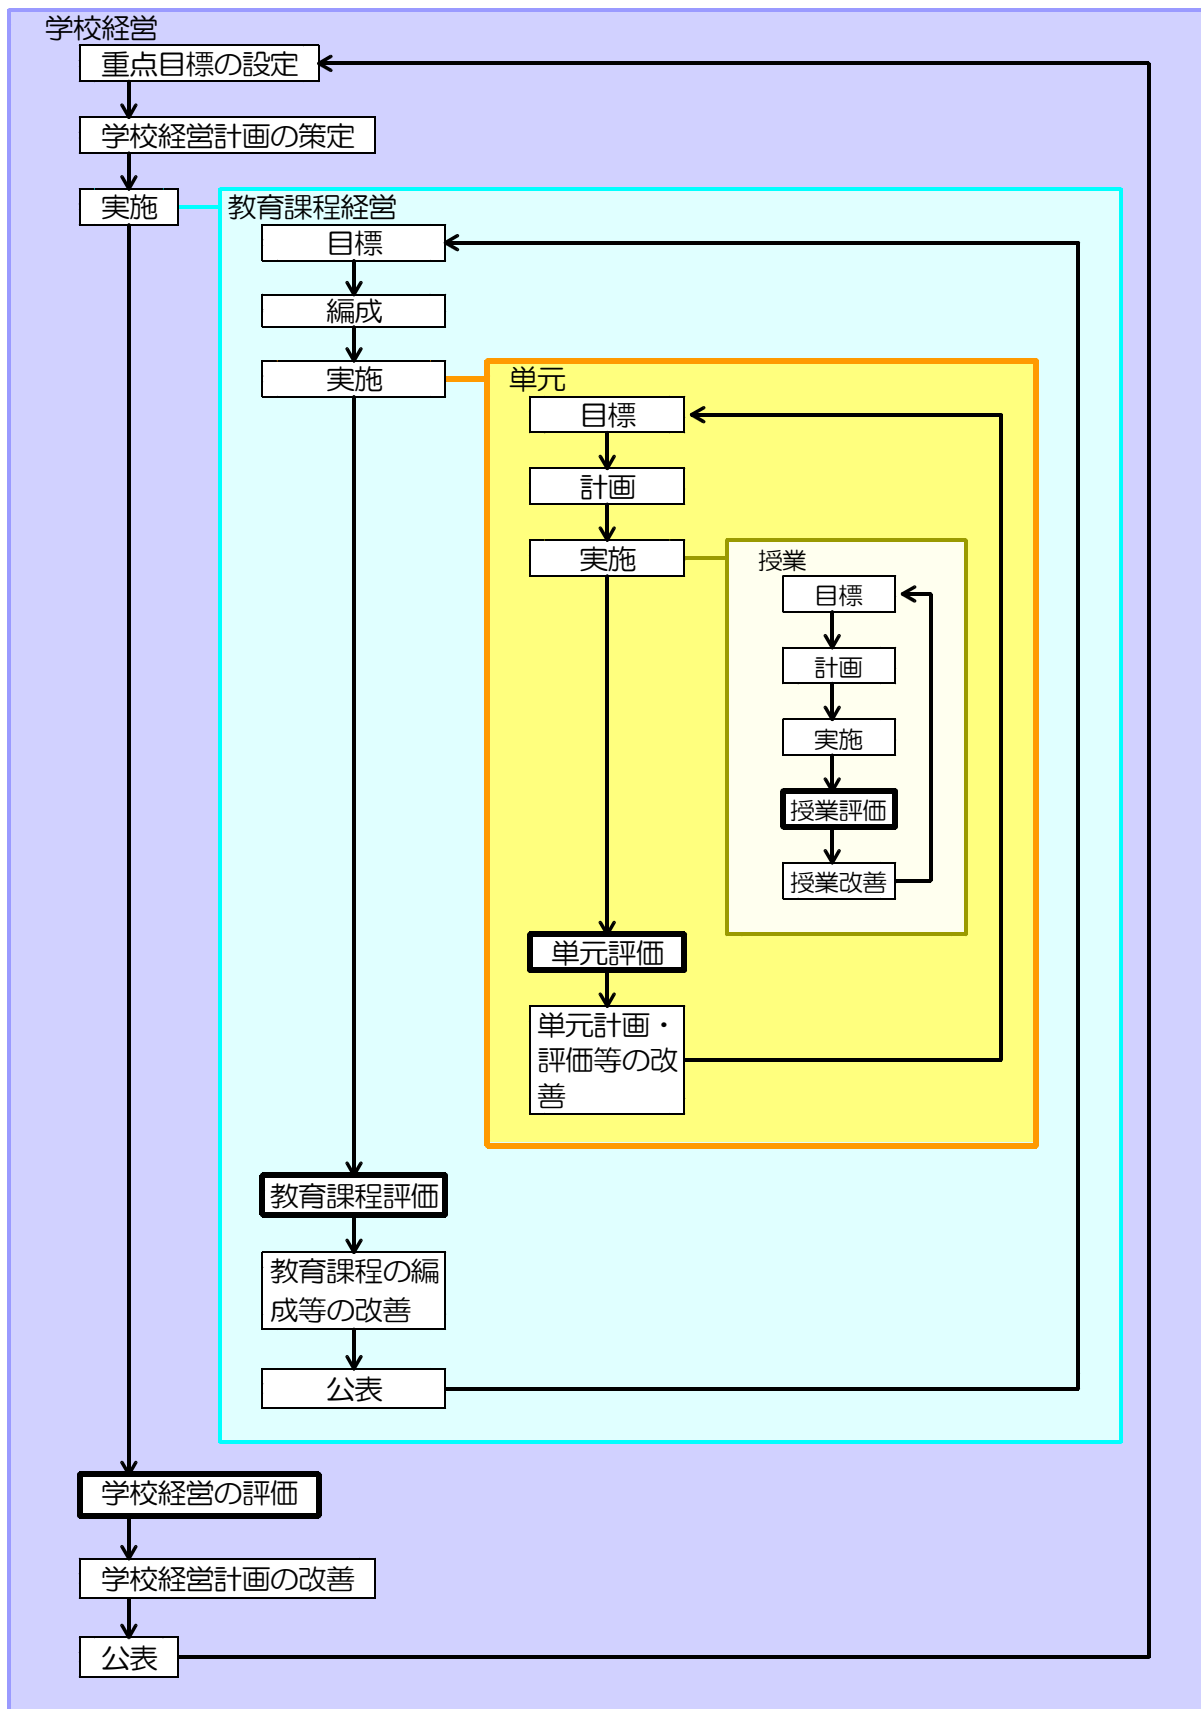 学校経営
重点目標の設定
学校経営計画の策定
実施
教育課程経営
目標
編成
実施
単元
目標
計画
実施
授業
目標
計画
実施
授業評価
授業改善
単元評価
単元計画・
評価等の改
善
教育課程評価
教育課程の編
成等の改善
公表
学校経営の評価
学校経営計画の改善
公表